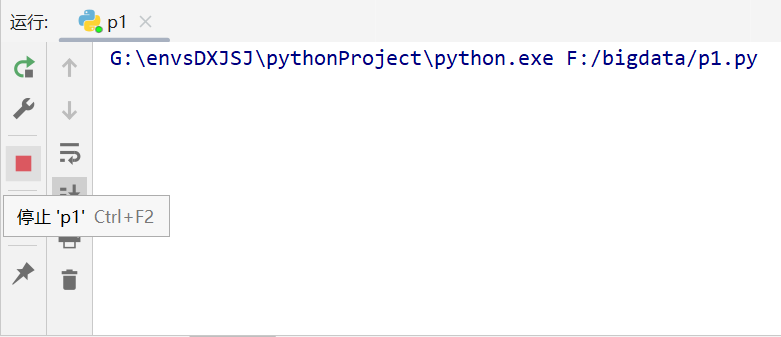 运行: p1
G:\envsDXJSJ\pythonProject\python.exe F:/bigdata/p1.py
停止 'p1' Ctrl+F2